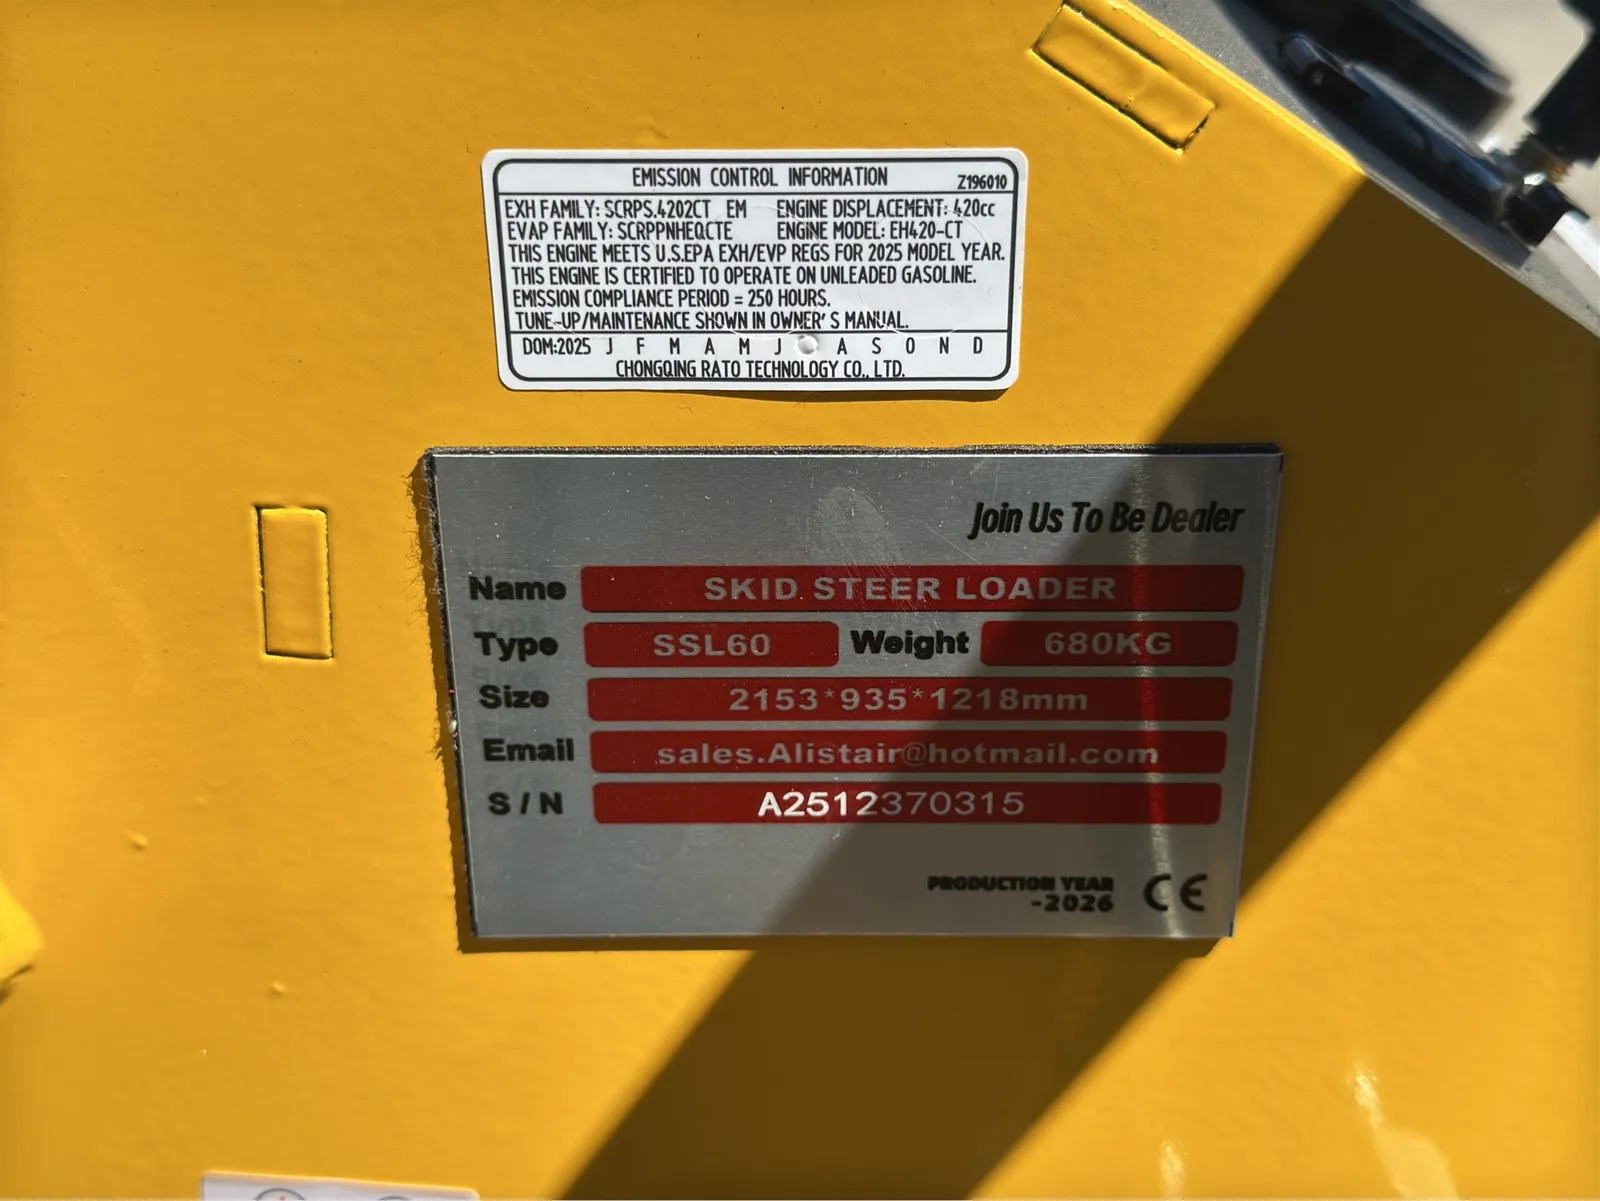 EMISSION CONTROL INFORMATION Z196010
EXH FAMILY: SCRPS.4202CT EM ENGINE DISPLACEMENT: 420cc
EVAP FAMILY: SCRPPNHEQCTE ENGINE MODEL: EH420-CT
THIS ENGINE MEETS U.S.EPA EXH/EVP REGS FOR 2025 MODEL YEAR.
THIS ENGINE IS CERTIFIED TO OPERATE ON UNLEADED GASOLINE.
EMISSION COMPLIANCE PERIOD = 250 HOURS.
TUNE-UP/MAINTENANCE SHOWN IN OWNER'S MANUAL.
DOM:2025 J F M A M J A S O N D
CHONGQING RATO TECHNOLOGY CO., LTD.
Join Us To Be Dealer
Name SKID STEER LOADER
Type SSL60 Weight 680KG
Size 2153*935*1218mm
Email sales.Alistair@hotmail.com
S/N A2512370315
PRODUCTION YEAR
-2026 CE